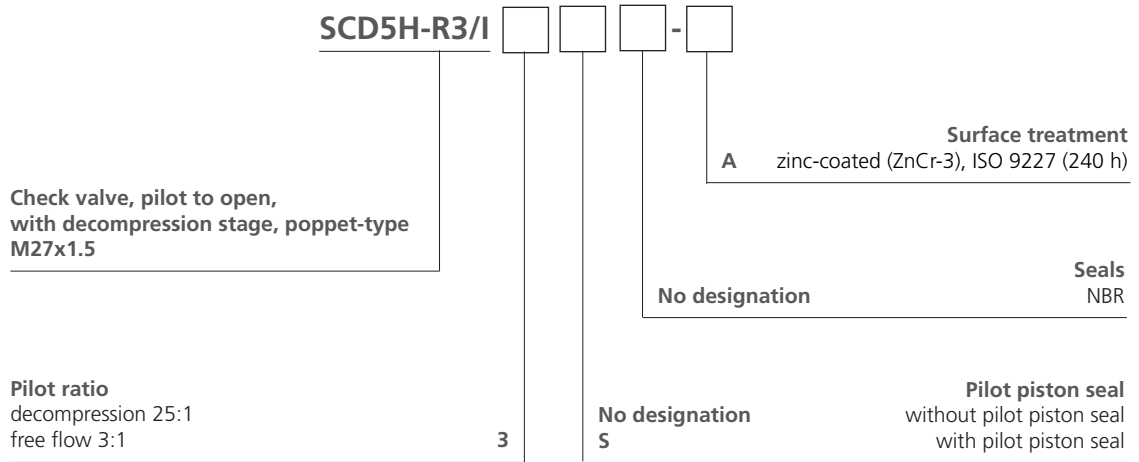 SCD5H-R3/I -
Surface treatment
A zinc-coated (ZnCr-3), ISO 9227 (240 h)
Check valve, pilot to open,
with decompression stage, poppet-type
M27x1.5
Seals
No designation NBR
Pilot ratio
decompression 25:1
free flow 3:1 3
Pilot piston seal
No designation without pilot piston seal
S with pilot piston seal